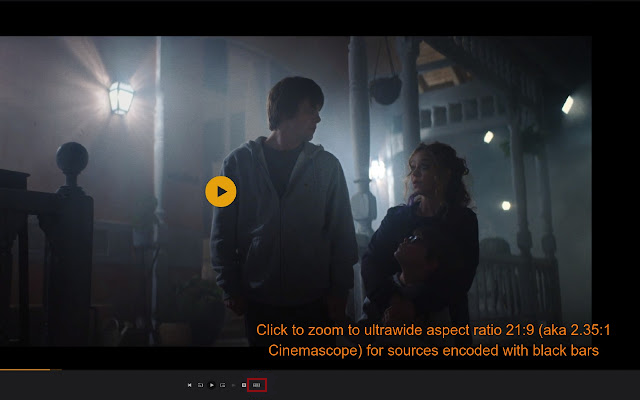 Click to zoom to ultrawide aspect ratio 21:9 (aka 2.35:1
Cinemascope) for sources encoded with black bars